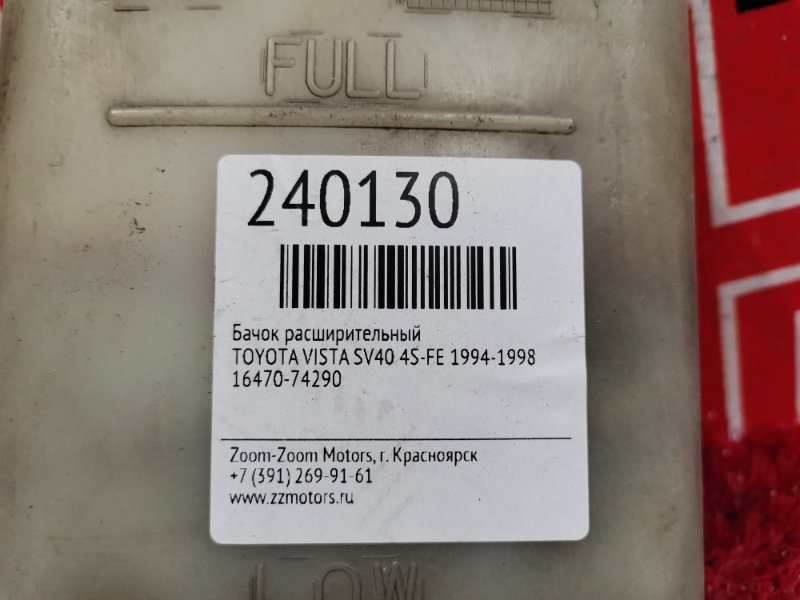 FULL
240130
Бачок расширительный
TOYOTA VISTA SV40 4S-FE 1994-1998
16470-74290
Zoom-Zoom Motors, г. Красноярск
+7 (391) 269-91-61
www.zzmotors.ru
LOW